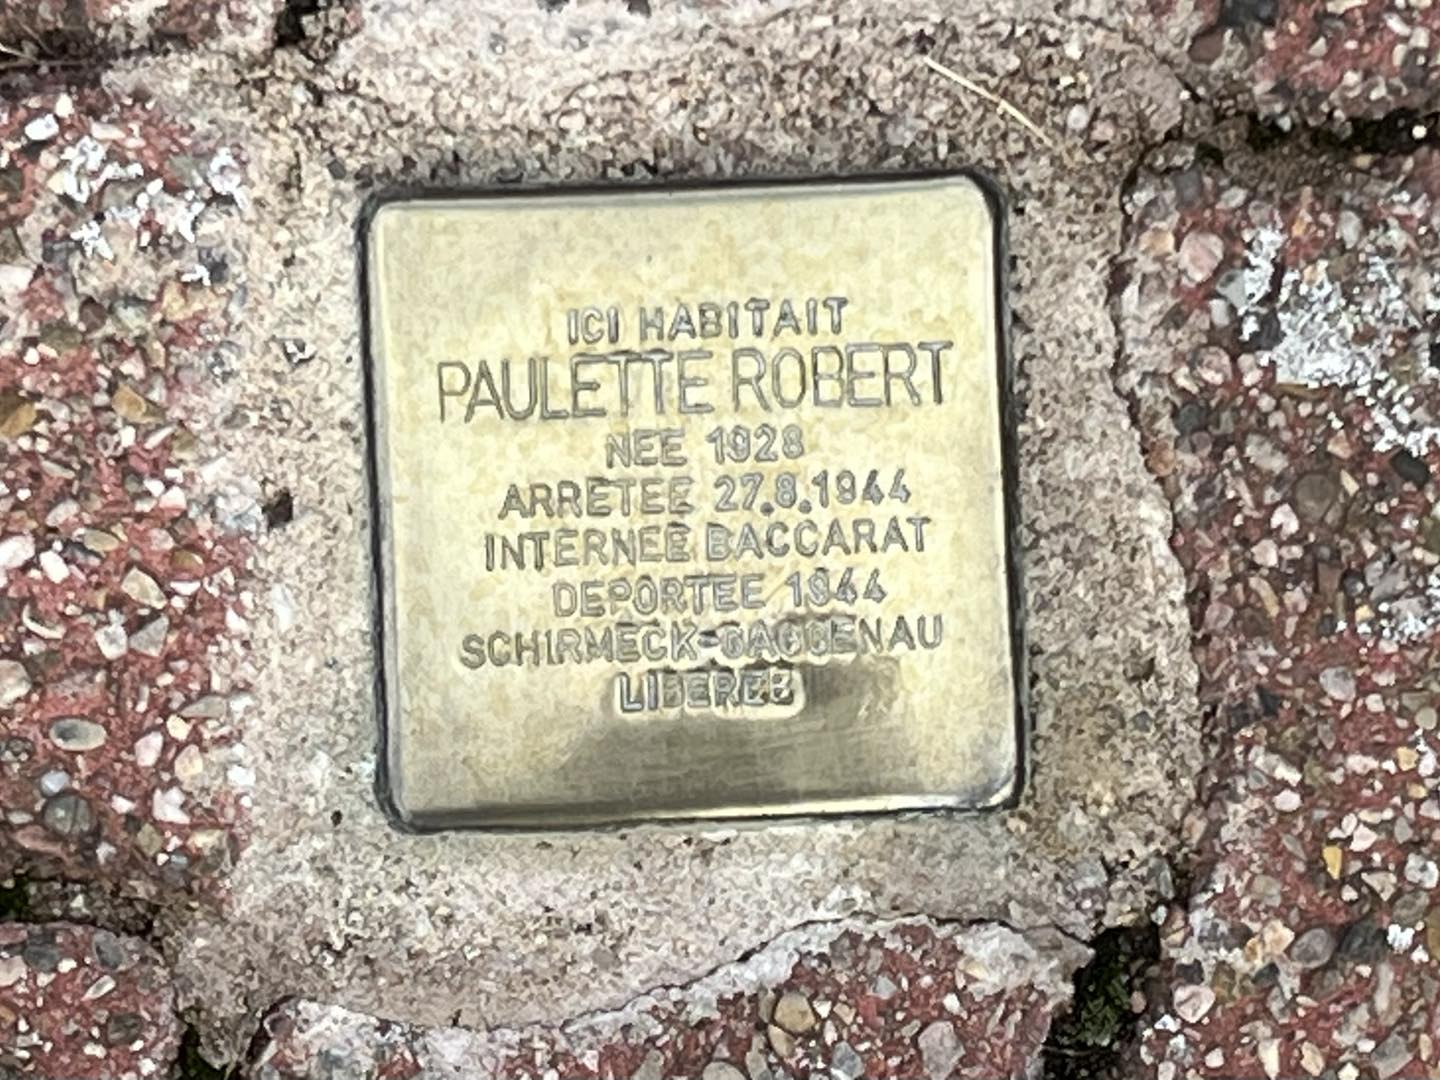 ICI HABITAIT
PAULETTE ROBERT
NEE 1928
ARRETEE 27.8.1944
INTERNEE BACCARAT
DEPORTEE 1944
SCHIRMECK-GAGGENAU
LIBEREE